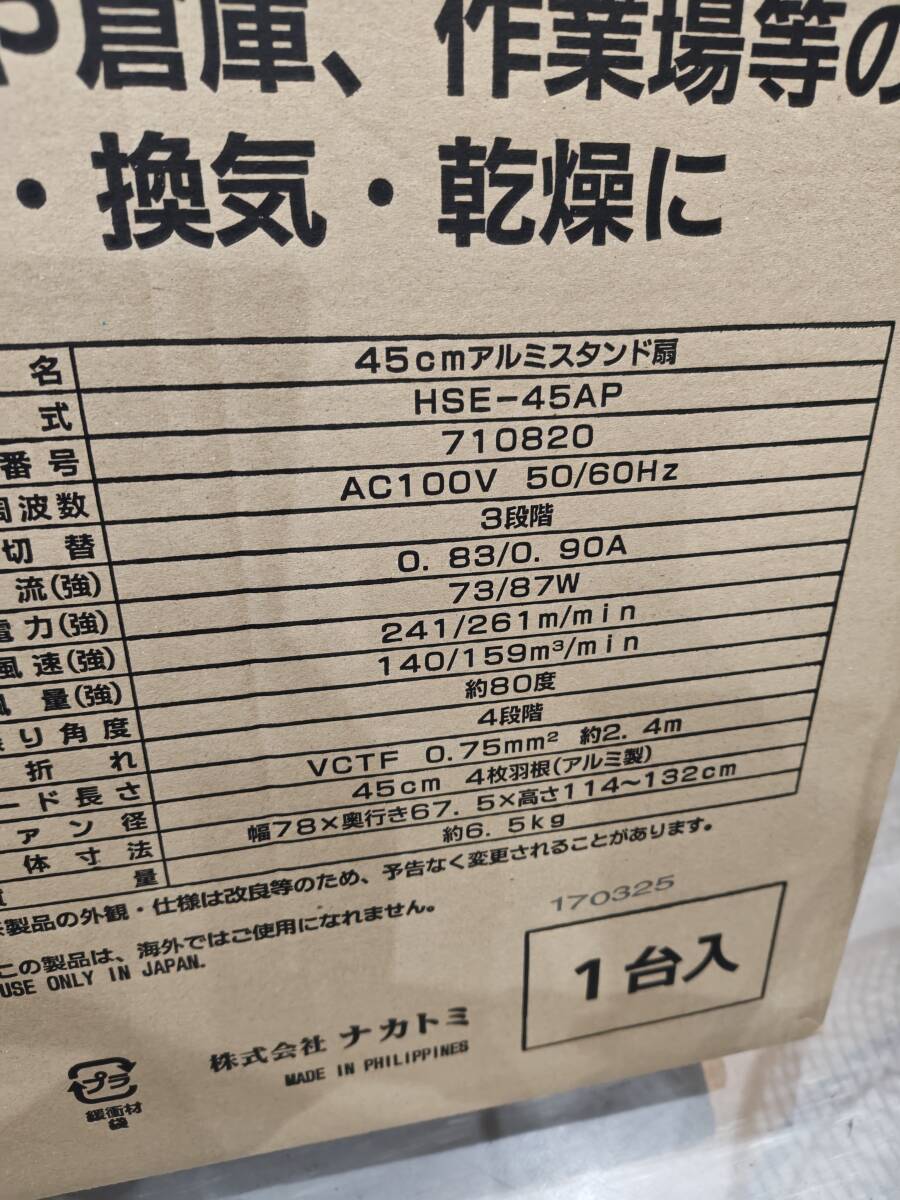 や倉庫、作業場等の
・換気・乾燥に
名 45cmアルミスタンド扇
式 HSE-45AP
番号 710820
周波数 AC100V 50/60Hz
切替 3段階
流(強) 0.83/0.90A
電力(強) 73/87W
風速(強) 241/261m/min
風量(強) 140/159m³/min
振り角度 約80度
折れ 4段階
ード長さ VCTF 0.75mm² 約2.4m
ァン径 45cm 4枚羽根(アルミ製)
体寸法 幅78×奥行き67.5×高さ114~132cm
質量 約6.5kg
※製品の外観・仕様は改良等のため、予告なく変更されることがあります。
この製品は、海外ではご使用になれません。
USE ONLY IN JAPAN.
170325
1台入
プラ
緩衝材
袋
株式会社 ナカトミ
MADE IN PHILIPPINES